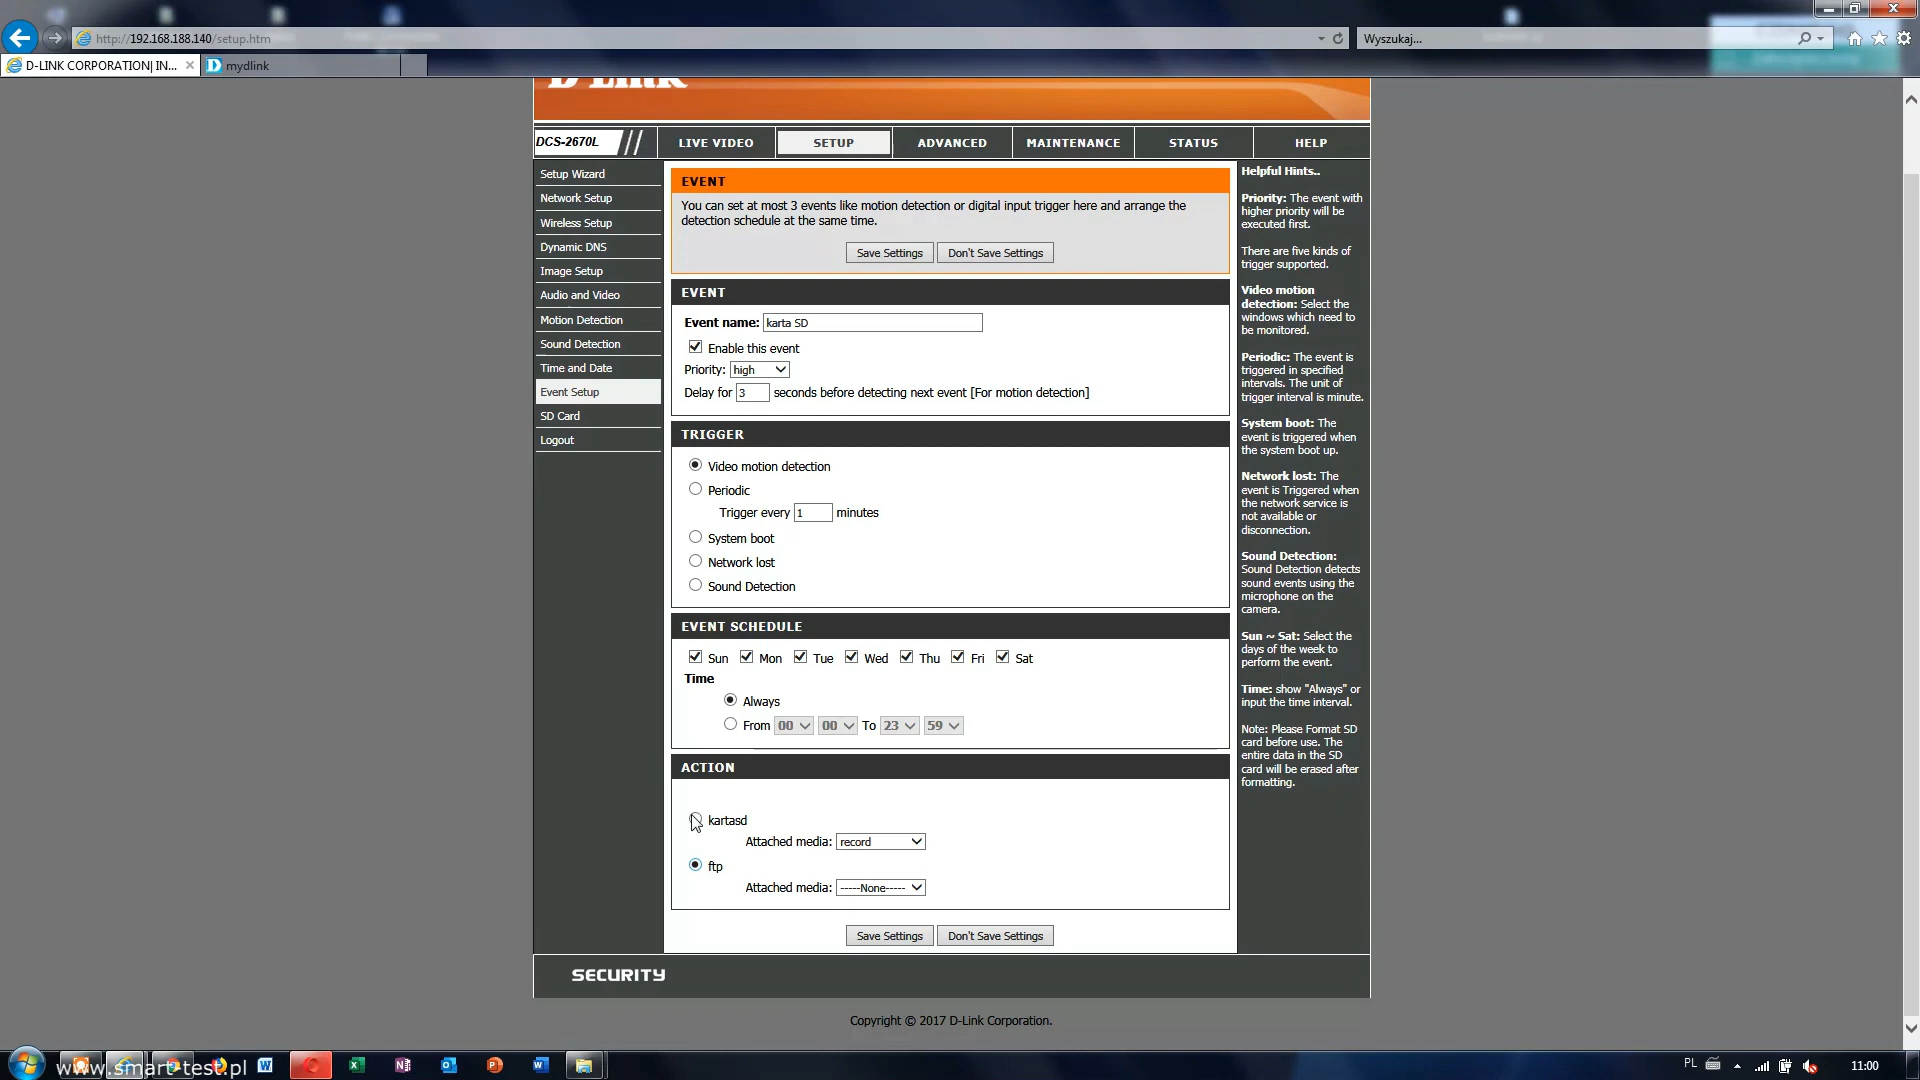 http://192.168.188.140/setup.htm
Wyszukaj...
D-LINK CORPORATION| IN...
mydlink
D-Link
DCS-2670L
LIVE VIDEO
SETUP
ADVANCED
MAINTENANCE
STATUS
HELP
Setup Wizard
Network Setup
Wireless Setup
Dynamic DNS
Image Setup
Audio and Video
Motion Detection
Sound Detection
Time and Date
Event Setup
SD Card
Logout
EVENT
You can set at most 3 events like motion detection or digital input trigger here and arrange the
detection schedule at the same time.
Save Settings
Don't Save Settings
EVENT
Event name: karta SD
Enable this event
Priority: high
Delay for 3 seconds before detecting next event [For motion detection]
TRIGGER
Video motion detection
Periodic
Trigger every 1 minutes
System boot
Network lost
Sound Detection
EVENT SCHEDULE
Sun Mon Tue Wed Thu Fri Sat
Time
Always
From 00 00 To 23 59
ACTION
kartasd
Attached media: record
ftp
Attached media: -----None-----
Save Settings
Don't Save Settings
Helpful Hints..
Priority: The event with
higher priority will be
executed first.
There are five kinds of
trigger supported.
Video motion
detection: Select the
windows which need to
be monitored.
Periodic: The event is
triggered in specified
intervals. The unit of
trigger interval is minute.
System boot: The
event is triggered when
the system boot up.
Network lost: The
event is Triggered when
the network service is
not available or
disconnection.
Sound Detection:
Sound Detection detects
sound events using the
microphone on the
camera.
Sun ~ Sat: Select the
days of the week to
perform the event.
Time: show "Always" or
input the time interval.
Note: Please Format SD
card before use. The
entire data in the SD
card will be erased after
formatting.
SECURITY
Copyright © 2017 D-Link Corporation.
www.smart-test.pl
PL
11:00